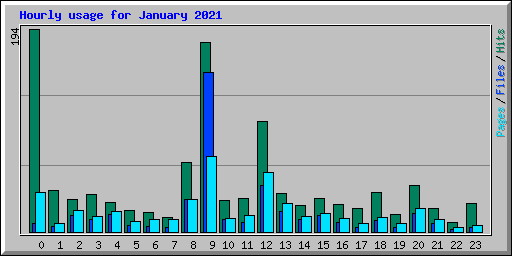 Hourly usage for January 2021
194
Pages/Files/Hits
0 1 2 3 4 5 6 7 8 9 10 11 12 13 14 15 16 17 18 19 20 21 22 23